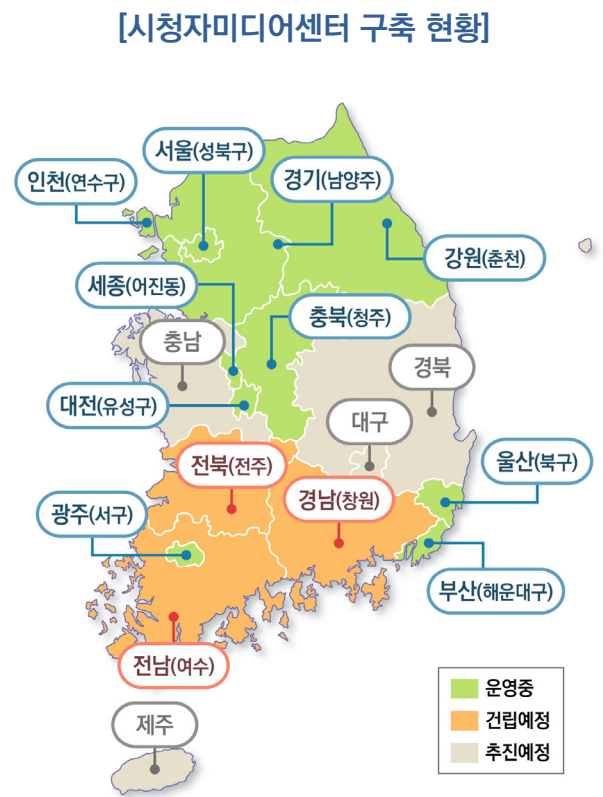 [시청자미디어센터 구축 현황]
서울(성북구)
인천(연수구)
경기(남양주)
강원(춘천)
세종(어진동)
충북(청주)
충남
경북
대전(유성구)
대구
전북(전주)
울산(북구)
경남(창원)
광주(서구)
부산(해운대구)
전남(여수)
제주
운영중
건립예정
추진예정